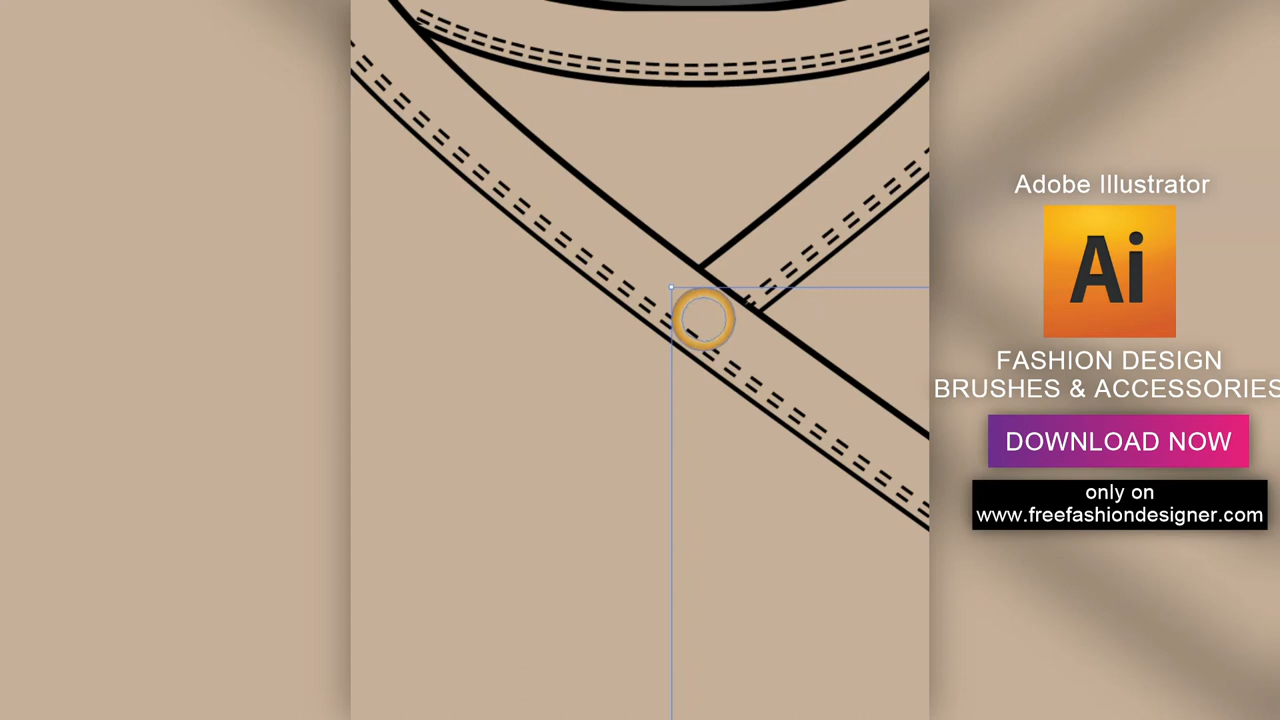 Adobe Illustrator
Ai
FASHION DESIGN
BRUSHES & ACCESSORIES
DOWNLOAD NOW
only on
www.freefashiondesigner.com